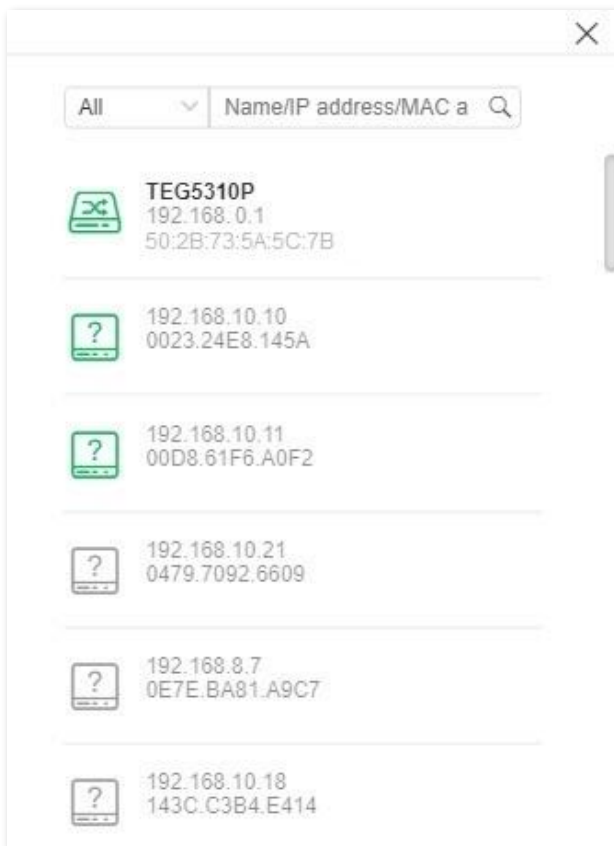 All
Name/IP address/MAC a
TEG5310P
192.168.0.1
50:2B:73:5A:5C:7B
?
192.168.10.10
0023.24E8.145A
?
192.168.10.11
00D8.61F6.A0F2
?
192.168.10.21
0479.7092.6609
?
192.168.8.7
0E7E.BA81.A9C7
?
192.168.10.18
143C.C3B4.E414